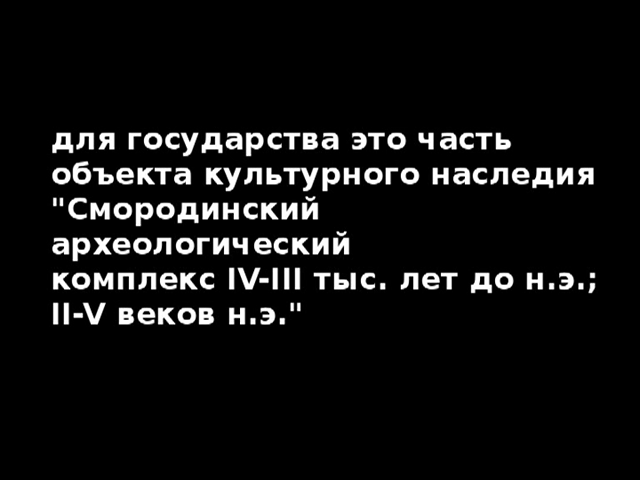 для государства это часть
объекта культурного наследия
"Смородинский
археологический
комплекс IV-III тыс. лет до н.э.;
II-V веков н.э."